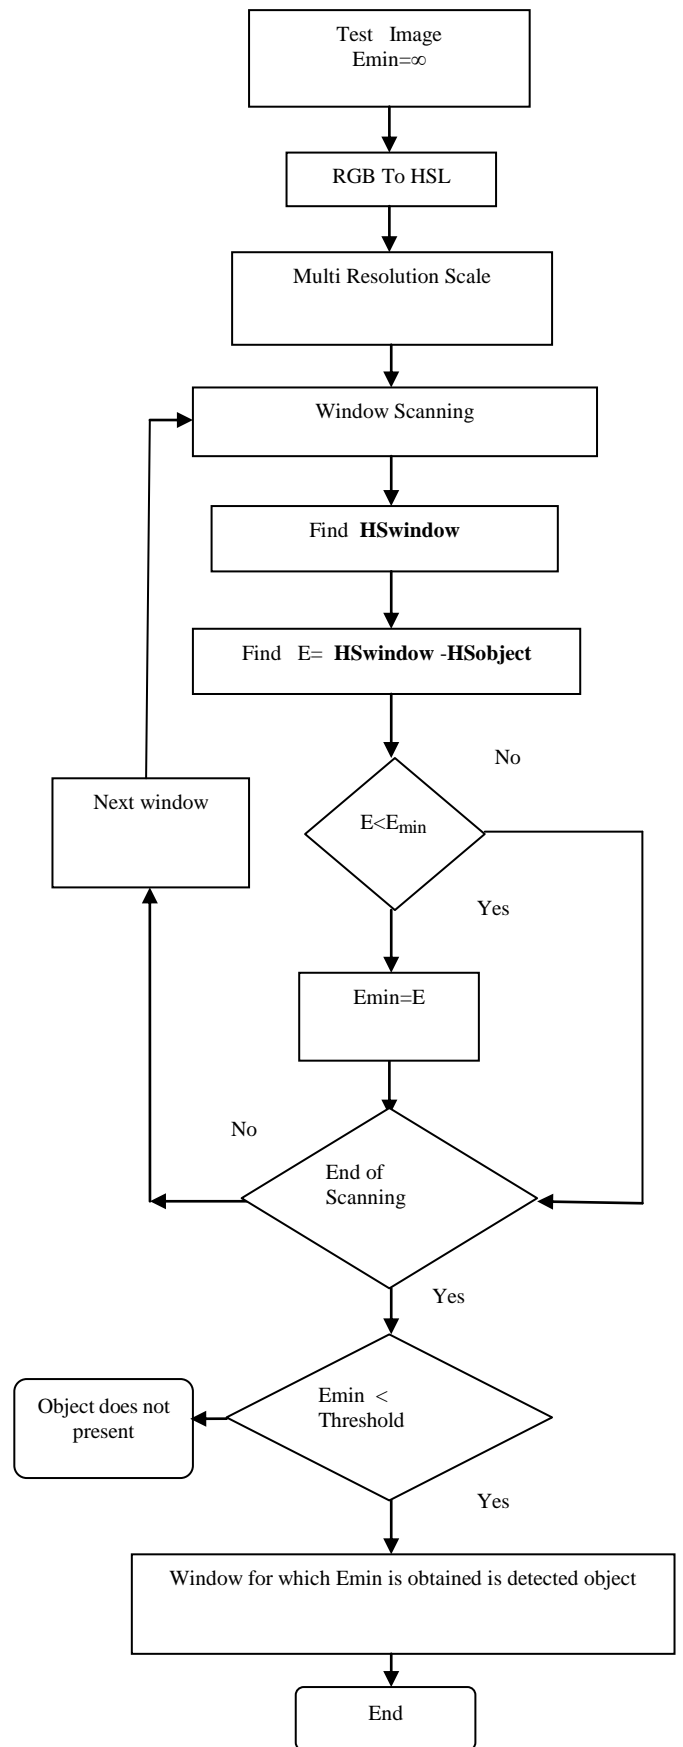 Test Image
Emin=∞
RGB To HSL
Multi Resolution Scale
Window Scanning
Find HSwindow
Find E= HSwindow -HSobject
No
Next window
E<Emin
Yes
Emin=E
No
End of
Scanning
Yes
Object does not
present
Emin <
Threshold
Yes
Window for which Emin is obtained is detected object
End